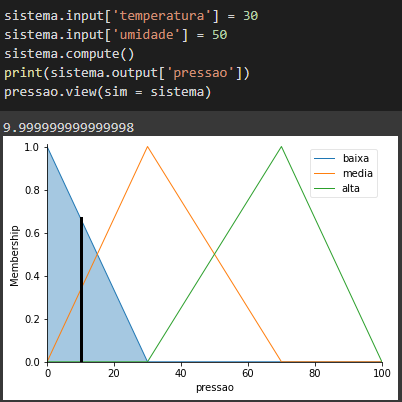 sistema.input['temperatura'] = 30
sistema.input['umidade'] = 50
sistema.compute()
print(sistema.output['pressao'])
pressao.view(sim = sistema)
9.999999999999998
baixa
media
alta
1.0
0.8
0.6
0.4
0.2
0.0
Membership
0 20 40 60 80 100
pressao